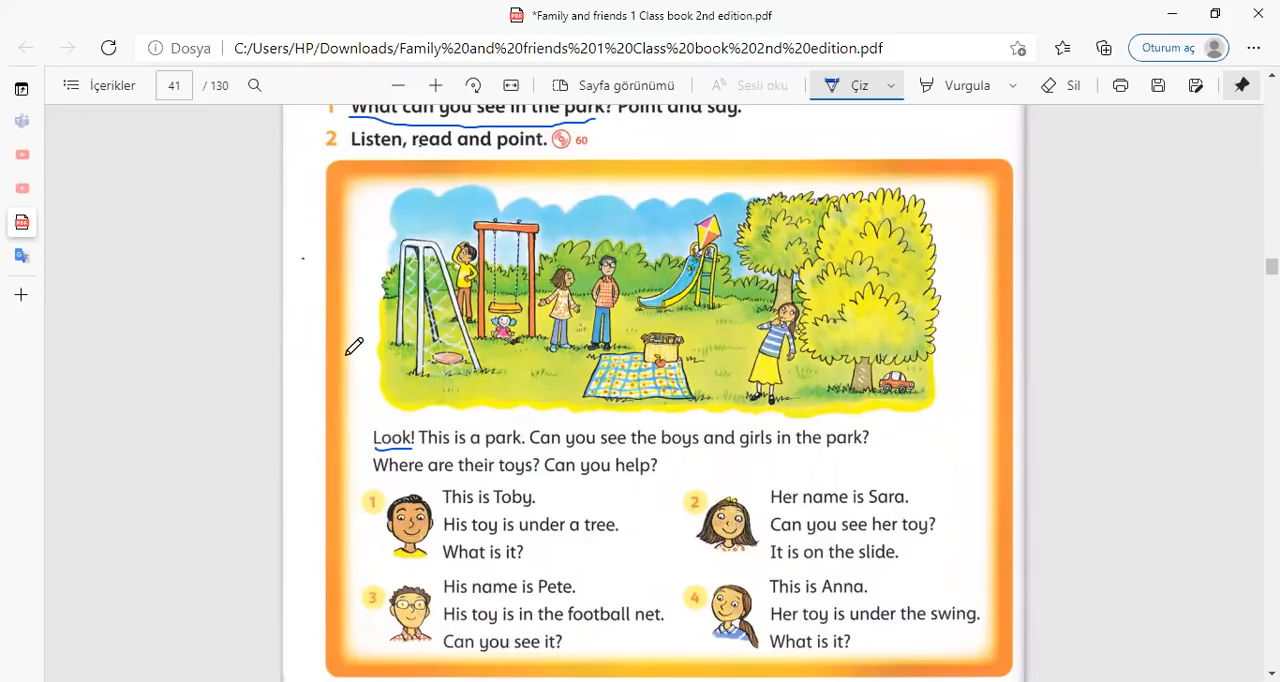 *Family and friends 1 Class book 2nd edition.pdf
Dosya C:/Users/HP/Downloads/Family%20and%20friends%201%20Class%20book%202nd%20edition.pdf Oturum aç
İçerikler 41 / 130 Sayfa görünümü Sesli oku Çiz Vurgula Sil
1 What can you see in the park? Point and say.
2 Listen, read and point. 60
Look! This is a park. Can you see the boys and girls in the park?
Where are their toys? Can you help?
1 This is Toby.
His toy is under a tree.
What is it?
2 Her name is Sara.
Can you see her toy?
It is on the slide.
3 His name is Pete.
His toy is in the football net.
Can you see it?
4 This is Anna.
Her toy is under the swing.
What is it?